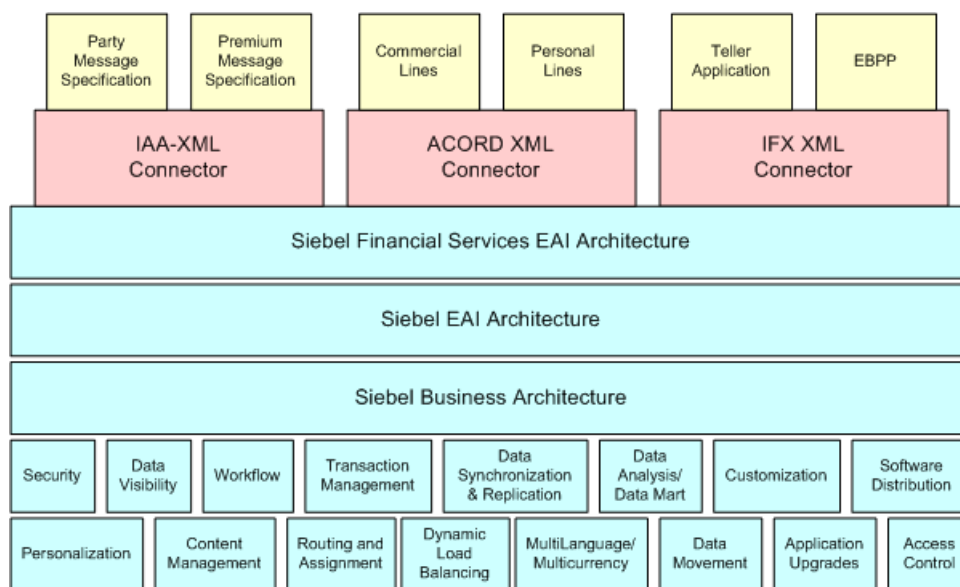 Party
Message
Specification
Premium
Message
Specification
Commercial
Lines
Personal
Lines
Teller
Application
EBPP
IAA-XML
Connector
ACORD XML
Connector
IFX XML
Connector
Siebel Financial Services EAI Architecture
Siebel EAI Architecture
Siebel Business Architecture
Security
Data
Visibility
Workflow
Transaction
Management
Data
Synchronization
& Replication
Data
Analysis/
Data Mart
Customization
Software
Distribution
Personalization
Content
Management
Routing and
Assignment
Dynamic
Load
Balancing
MultiLanguage/
Multicurrency
Data
Movement
Application
Upgrades
Access
Control